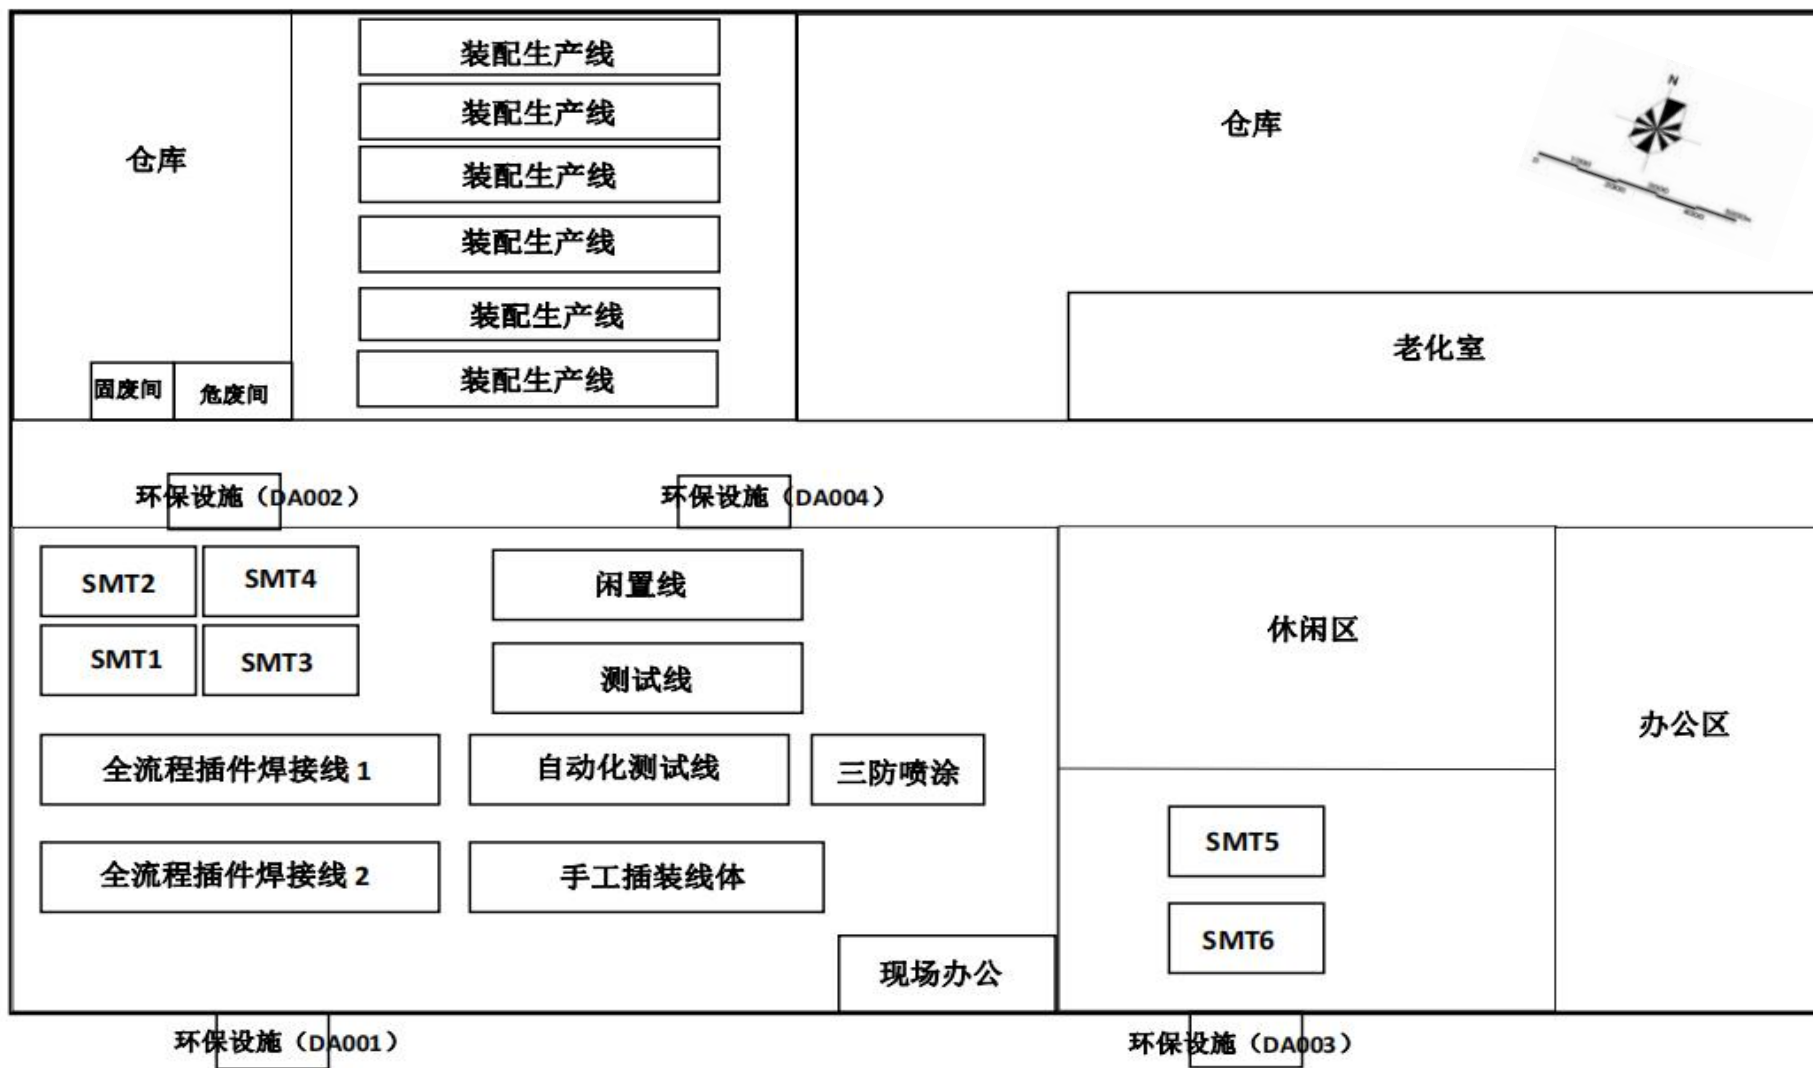 装配生产线
装配生产线
仓库
仓库
装配生产线
装配生产线
装配生产线
装配生产线
固废间
危废间
老化室
N
0
1000
2000
3000
4000
环保设施（DA002）
环保设施（DA004）
SMT2
SMT4
闲置线
SMT1
SMT3
测试线
休闲区
办公区
全流程插件焊接线 1
自动化测试线
三防喷涂
全流程插件焊接线 2
手工插装线体
SMT5
SMT6
现场办公
环保设施（DA001）
环保设施（DA003）